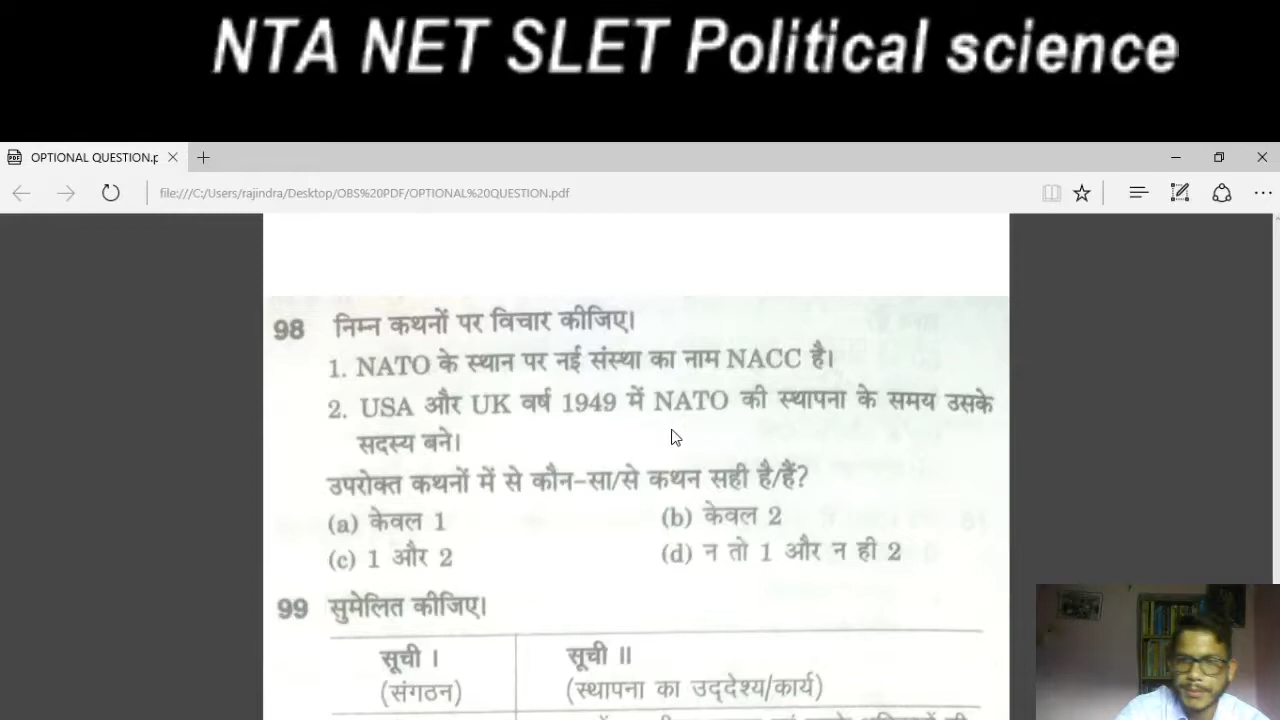 NTA NET SLET Political science
OPTIONAL QUESTION.p
file:///C:/Users/rajindra/Desktop/OBS%20PDF/OPTIONAL%20QUESTION.pdf
98 निम्न कथनों पर विचार कीजिए।
1. NATO के स्थान पर नई संस्था का नाम NACC है।
2. USA और UK वर्ष 1949 में NATO की स्थापना के समय उसके
सदस्य बने।
उपरोक्त कथनों में से कौन-सा/से कथन सही है/हैं?
(a) केवल 1 (b) केवल 2
(c) 1 और 2 (d) न तो 1 और न ही 2
99 सुमेलित कीजिए।
सूची I सूची II
(संगठन) (स्थापना का उद्देश्य/कार्य)